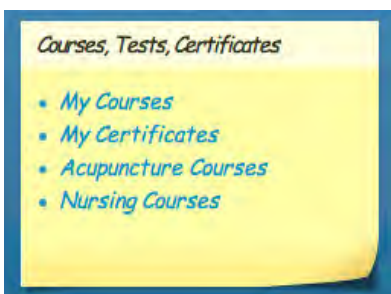 Courses, Tests, Certificates
My Courses
My Certificates
Acupuncture Courses
Nursing Courses